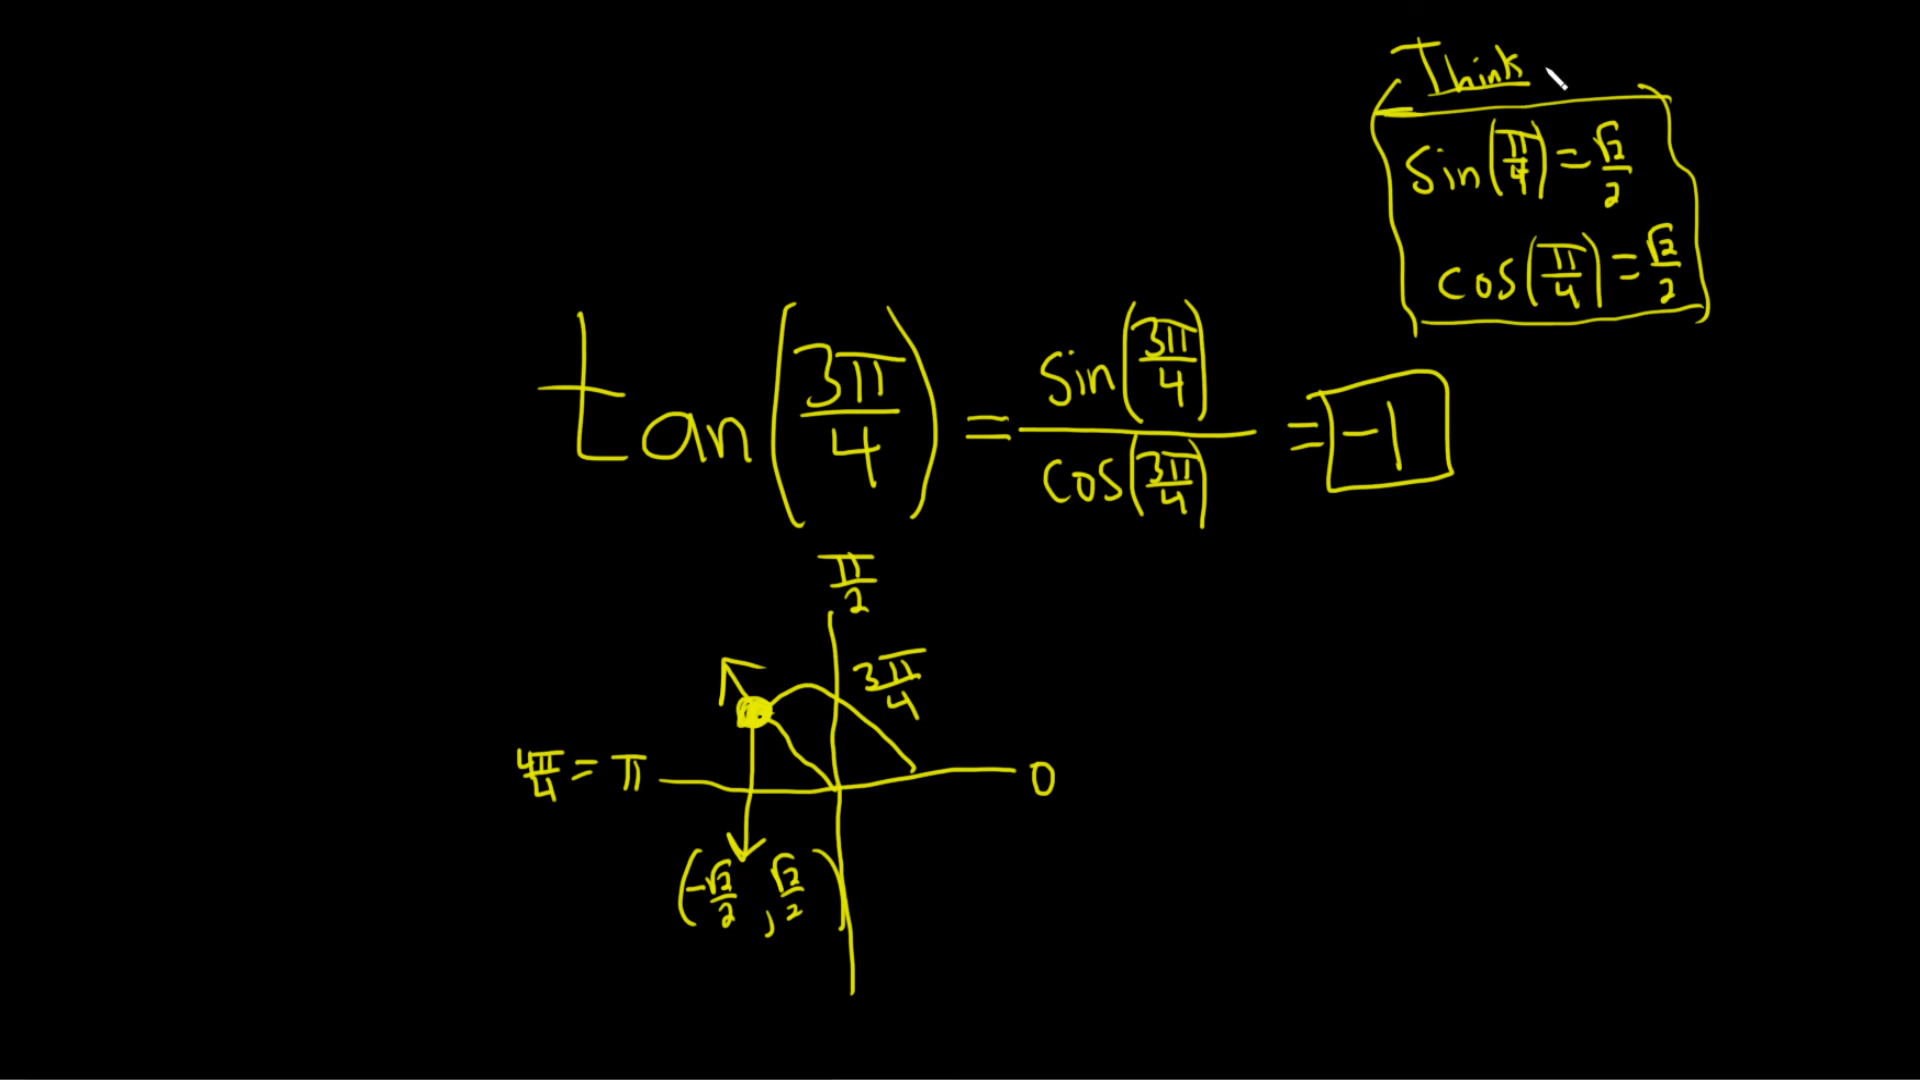 Think
sin(π/4) = √2/2
cos(π/4) = √2/2
tan(3π/4) = sin(3π/4)/cos(3π/4) = -1
π/2
3π/4
4π/4 = π
0
(-√2/2, √2/2)